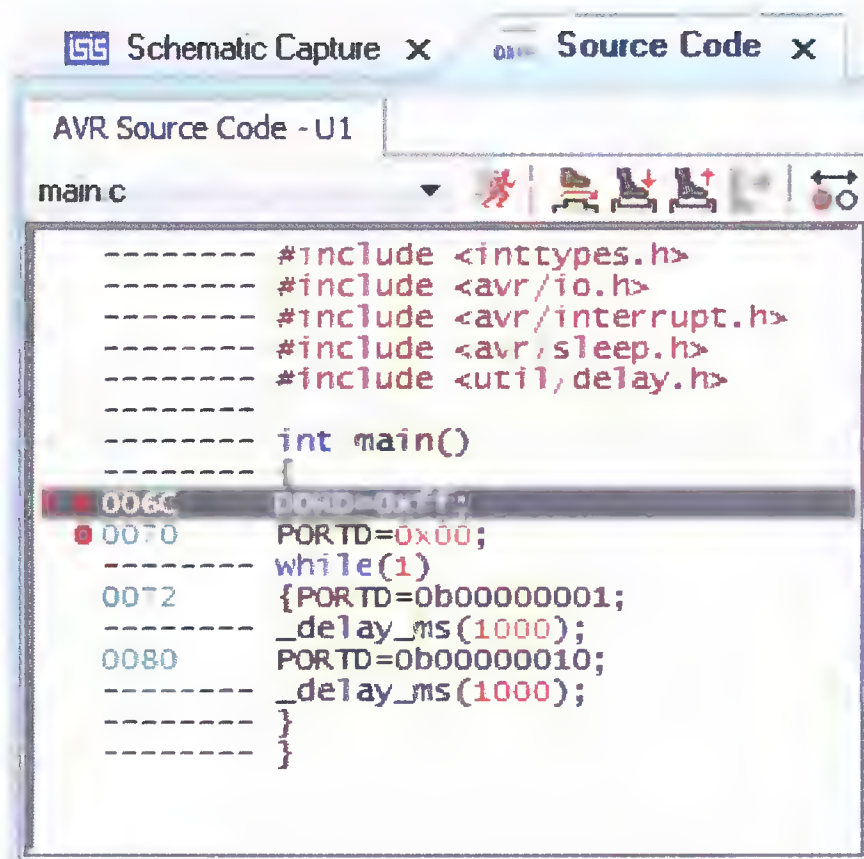 ISIS Schematic Capture x Source Code x
AVR Source Code - U1
main.c
-------- #include <inttypes.h>
-------- #include <avr/io.h>
-------- #include <avr/interrupt.h>
-------- #include <avr/sleep.h>
-------- #include <util/delay.h>
--------
-------- int main()
-------- {
006C
0070 PORTD=0x00;
-------- while(1)
0072 {PORTD=0b00000001;
-------- _delay_ms(1000);
0080 PORTD=0b00000010;
-------- _delay_ms(1000);
-------- }
-------- }